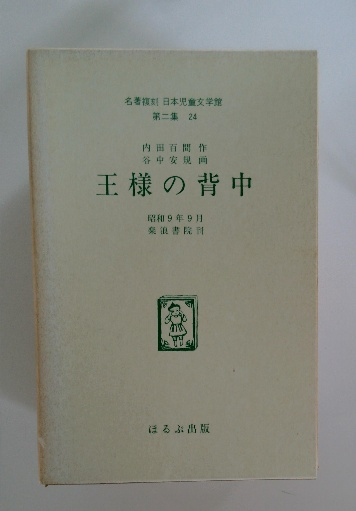 名著複刻 日本児童文学館
第二集 24
内田百間 作
谷中安規 画
王様の背中
昭和9年9月
楽浪書院刊
ほるぷ出版